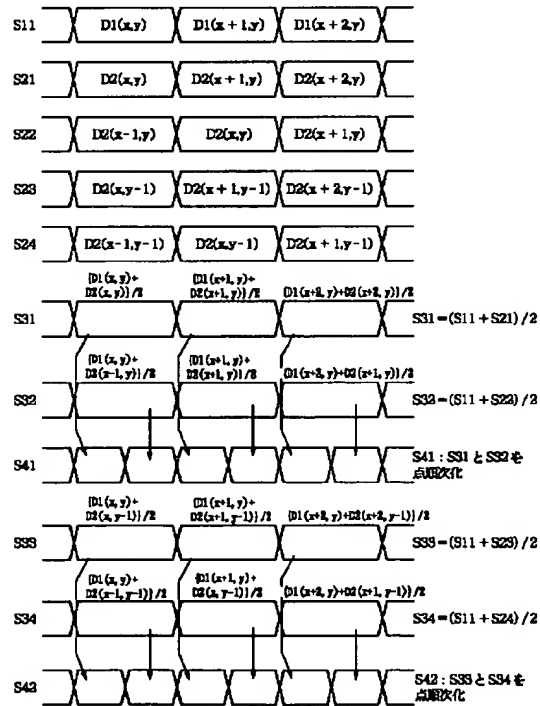 S11 D1(x,y) D1(x+1,y) D1(x+2,y)
S21 D2(x,y) D2(x+1,y) D2(x+2,y)
S22 D2(x-1,y) D2(x,y) D2(x+1,y)
S23 D2(x,y-1) D2(x+1,y-1) D2(x+2,y-1)
S24 D2(x-1,y-1) D2(x,y-1) D2(x+1,y-1)
{D1(x,y)+ {D1(x+1,y)+
D2(x,y)}/2 D2(x+1,y)}/2 {D1(x+2,y)+D2(x+2,y)}/2
S31 S31=(S11+S21)/2
{D1(x,y)+ {D1(x+1,y)+
D2(x-1,y)}/2 D2(x+1,y)}/2 {D1(x+2,y)+D2(x+1,y)}/2
S32 S32=(S11+S22)/2
S41 S41：S31とS32を
点順次化
{D1(x,y)+ {D1(x+1,y)+
D2(x,y-1)}/2 D2(x+1,y-1)}/2 {D1(x+2,y)+D2(x+2,y-1)}/2
S33 S33=(S11+S23)/2
{D1(x,y)+ {D1(x+1,y)+
D2(x-1,y-1)}/2 D2(x,y-1)}/2 {D1(x+2,y)+D2(x+1,y-1)}/2
S34 S34=(S11+S24)/2
S42 S42：S33とS34を
点順次化